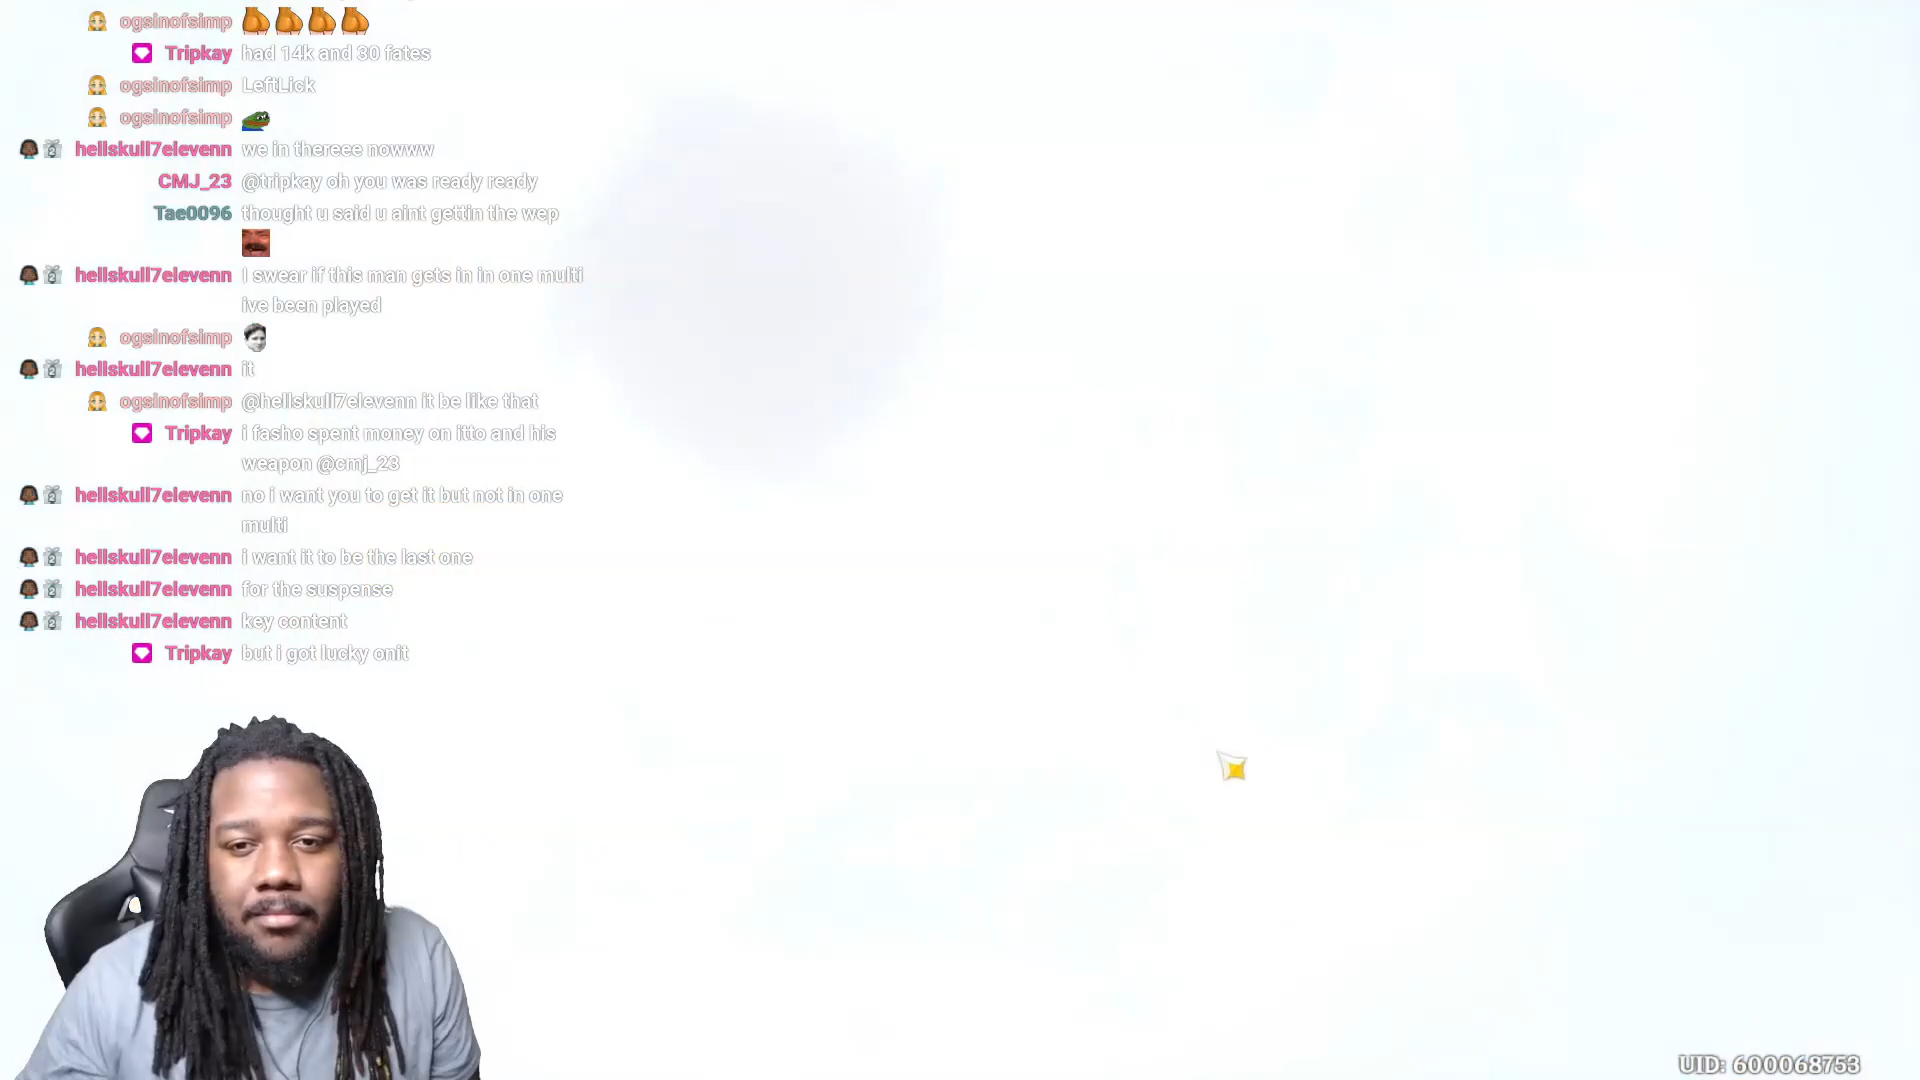 ogsinofsimp
Tripkay had 14k and 30 fates
ogsinofsimp LeftLick
ogsinofsimp
hellskull7elevenn we in thereee nowww
CMJ_23 @tripkay oh you was ready ready
Tae0096 thought u said u aint gettin the wep
hellskull7elevenn I swear if this man gets in in one multi
ive been played
ogsinofsimp
hellskull7elevenn it
ogsinofsimp @hellskull7elevenn it be like that
Tripkay i fasho spent money on itto and his
weapon @cmj_23
hellskull7elevenn no i want you to get it but not in one
multi
hellskull7elevenn i want it to be the last one
hellskull7elevenn for the suspense
hellskull7elevenn key content
Tripkay but i got lucky onit
UID: 600068753